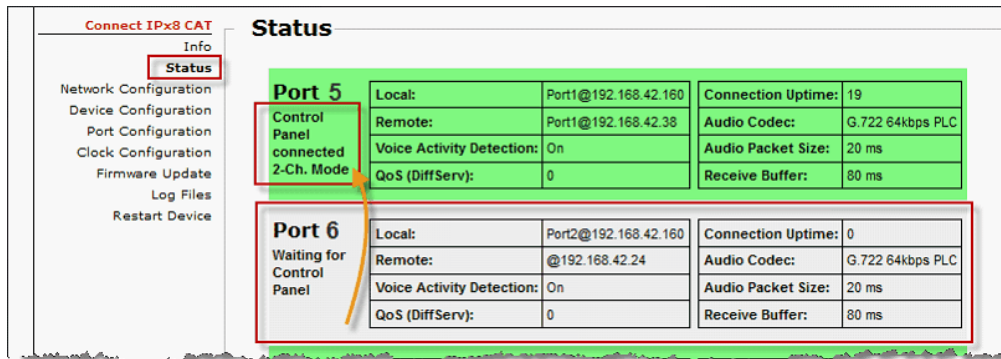 Connect IPx8 CAT
Info
Status
Network Configuration
Device Configuration
Port Configuration
Clock Configuration
Firmware Update
Log Files
Restart Device
Status
Port 5
Control
Panel
connected
2-Ch. Mode
Local: Port1@192.168.42.160 Connection Uptime: 19
Remote: Port1@192.168.42.38 Audio Codec: G.722 64kbps PLC
Voice Activity Detection: On Audio Packet Size: 20 ms
QoS (DiffServ): 0 Receive Buffer: 80 ms
Port 6
Waiting for
Control
Panel
Local: Port2@192.168.42.160 Connection Uptime: 0
Remote: @192.168.42.24 Audio Codec: G.722 64kbps PLC
Voice Activity Detection: On Audio Packet Size: 20 ms
QoS (DiffServ): 0 Receive Buffer: 80 ms